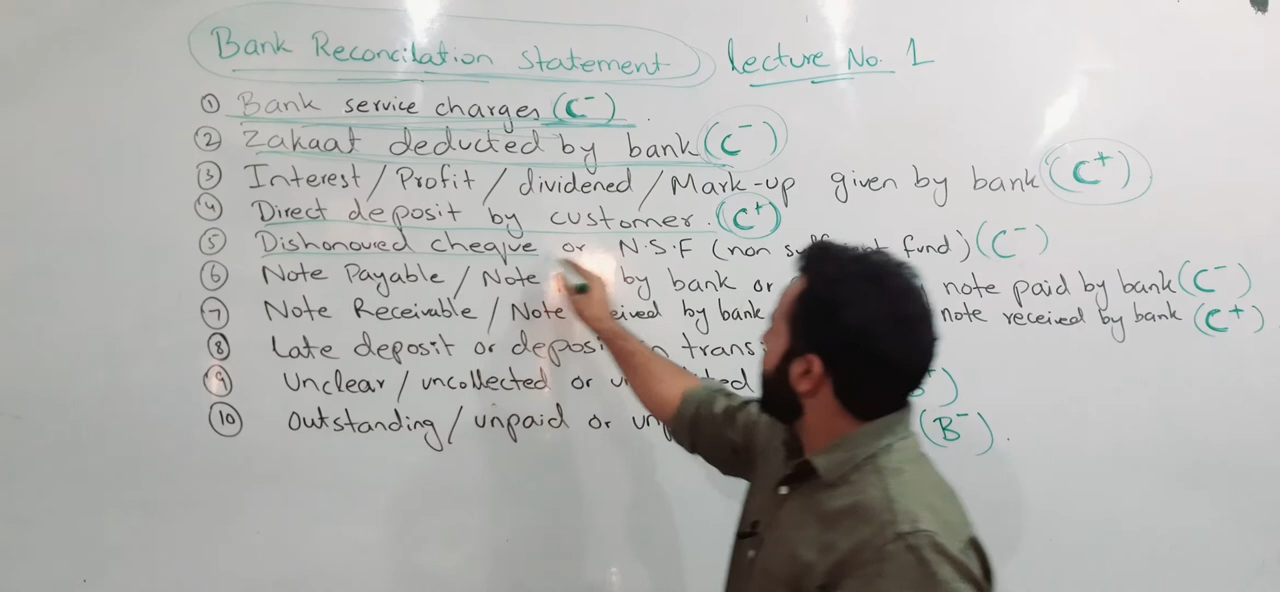 Bank Reconcilation Statement lecture No. 1
① Bank service charges (C⁻)
② Zakaat deducted by bank (C⁻)
③ Interest / Profit / dividened / Mark-up given by bank (C⁺)
④ Direct deposit by customer. (C⁺)
⑤ Dishonoured cheque or N.S.F (non fund) (C⁻)
⑥ Note Payable / Note by bank or note paid by bank (C⁻)
⑦ Note Receivable / Note by bank note received by bank (C⁺)
⑧ Late deposit or
⑨ Unclear / uncollected or
⑩ Outstanding / unpaid or (B⁻).